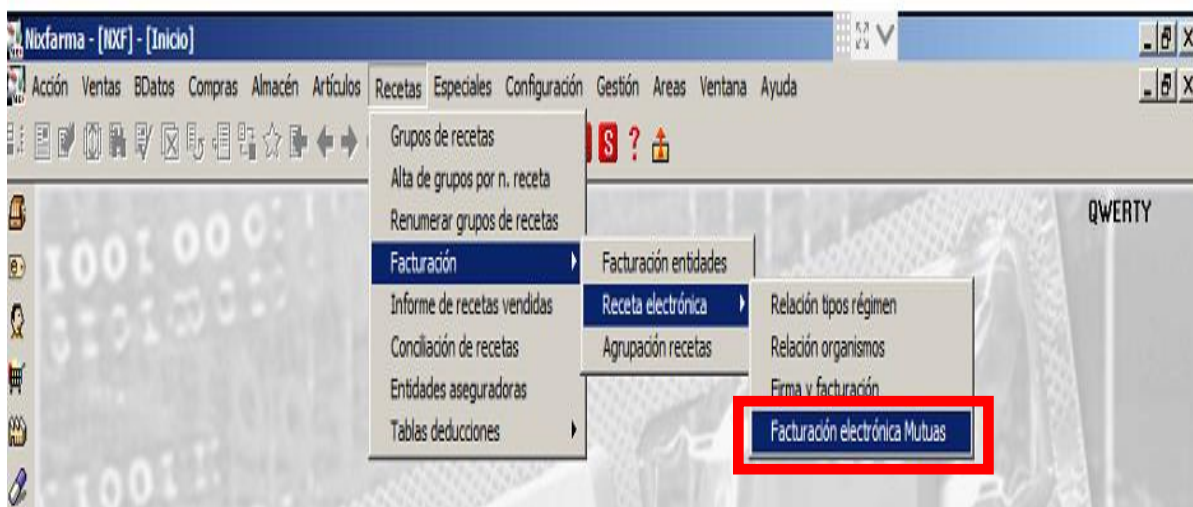 Nixfarma - [NXF] - [Inicio]
Acción Ventas BDatos Compras Almacén Artículos Recetas Especiales Configuración Gestión Areas Ventana Ayuda
S ?
Grupos de recetas
Alta de grupos por n. receta
Renumerar grupos de recetas
Facturación
Informe de recetas vendidas
Conciliación de recetas
Entidades aseguradoras
Tablas deducciones
Facturación entidades
Receta electrónica
Agrupación recetas
Relación tipos régimen
Relación organismos
Firma y facturación
Facturación electrónica Mutuas
QWERTY